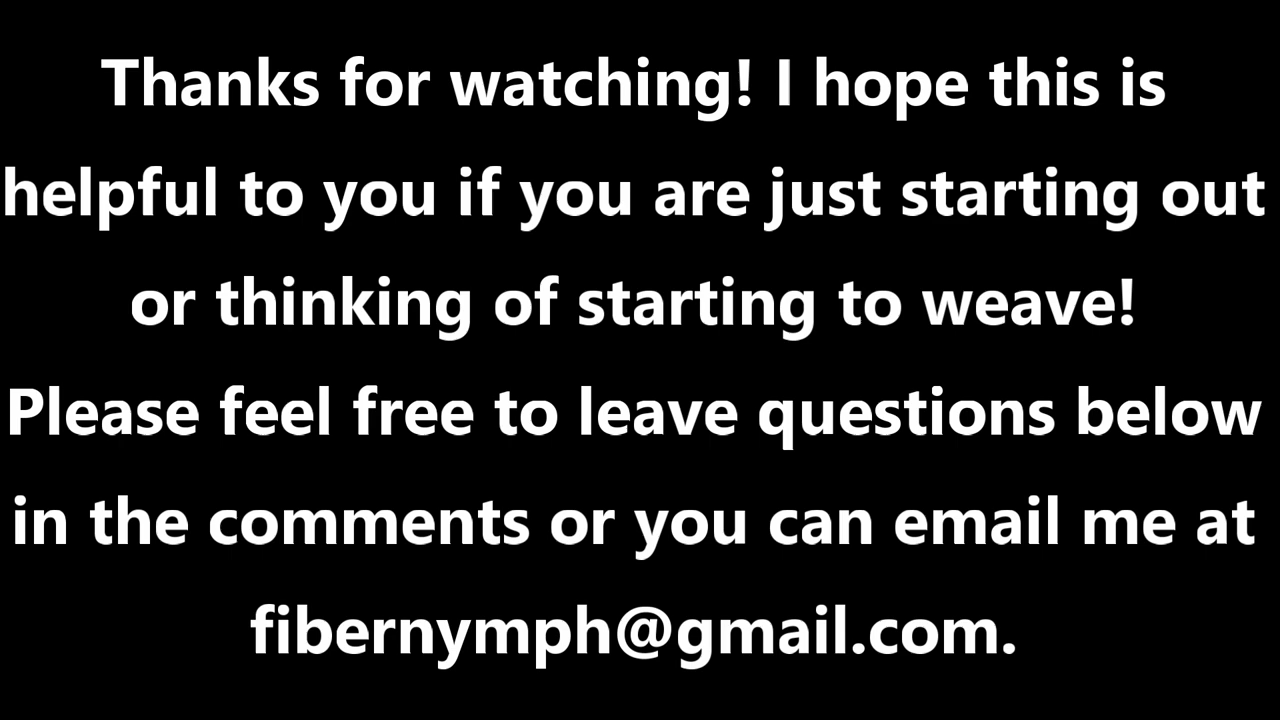 Thanks for watching! I hope this is
helpful to you if you are just starting out
or thinking of starting to weave!
Please feel free to leave questions below
in the comments or you can email me at
fibernymph@gmail.com.